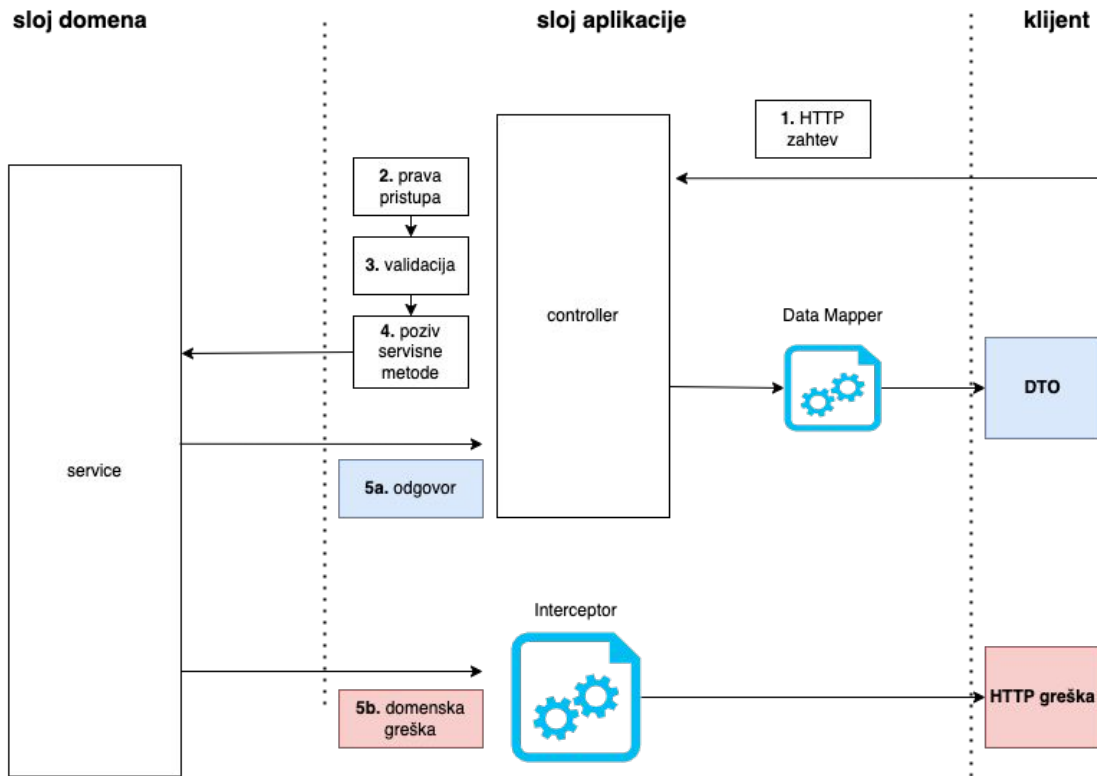 sloj domena
sloj aplikacije
klijent
1. HTTP
zahtev
2. prava
pristupa
3. validacija
4. poziv
servisne
metode
controller
Data Mapper
DTO
service
5a. odgovor
Interceptor
5b. domenska
greška
HTTP greška